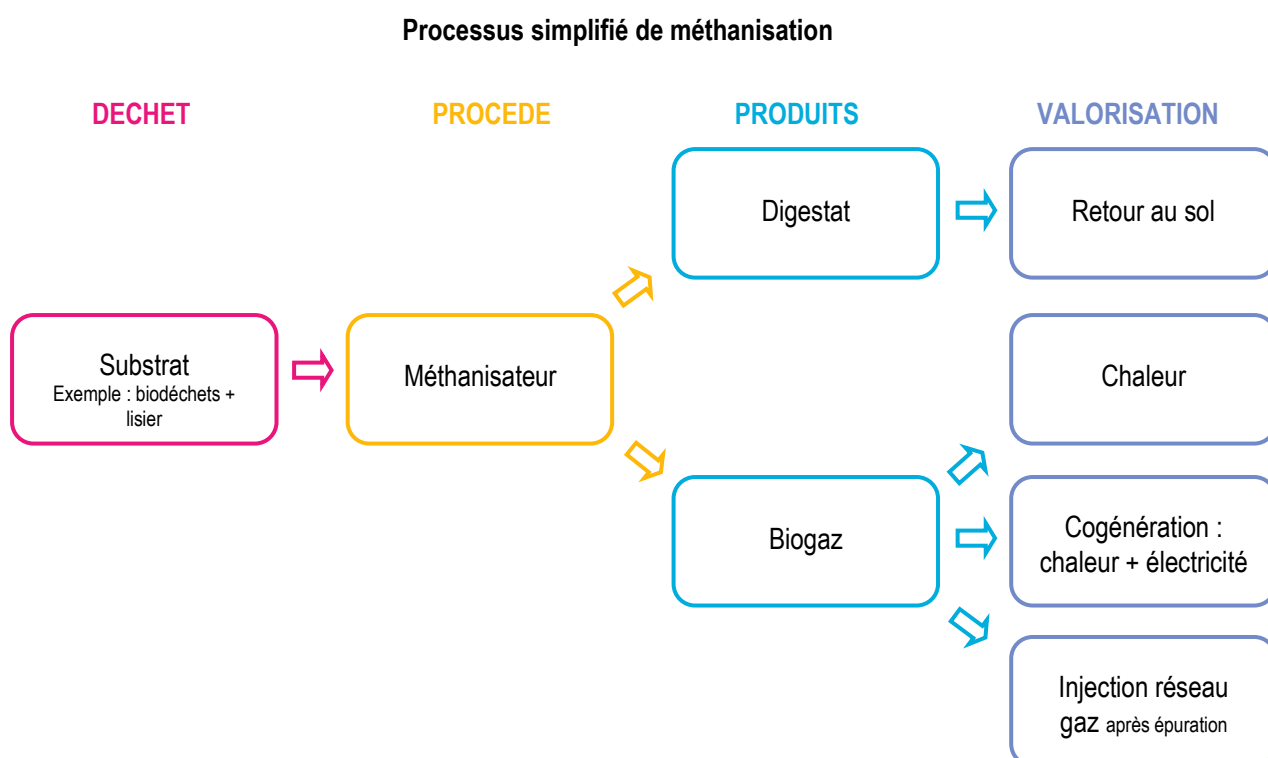 Processus simplifié de méthanisation
DECHET
PROCEDE
PRODUITS
VALORISATION
Digestat
Retour au sol
Substrat
Exemple : biodéchets +
lisier
Méthanisateur
Chaleur
Biogaz
Cogénération :
chaleur + électricité
Injection réseau
gaz après épuration